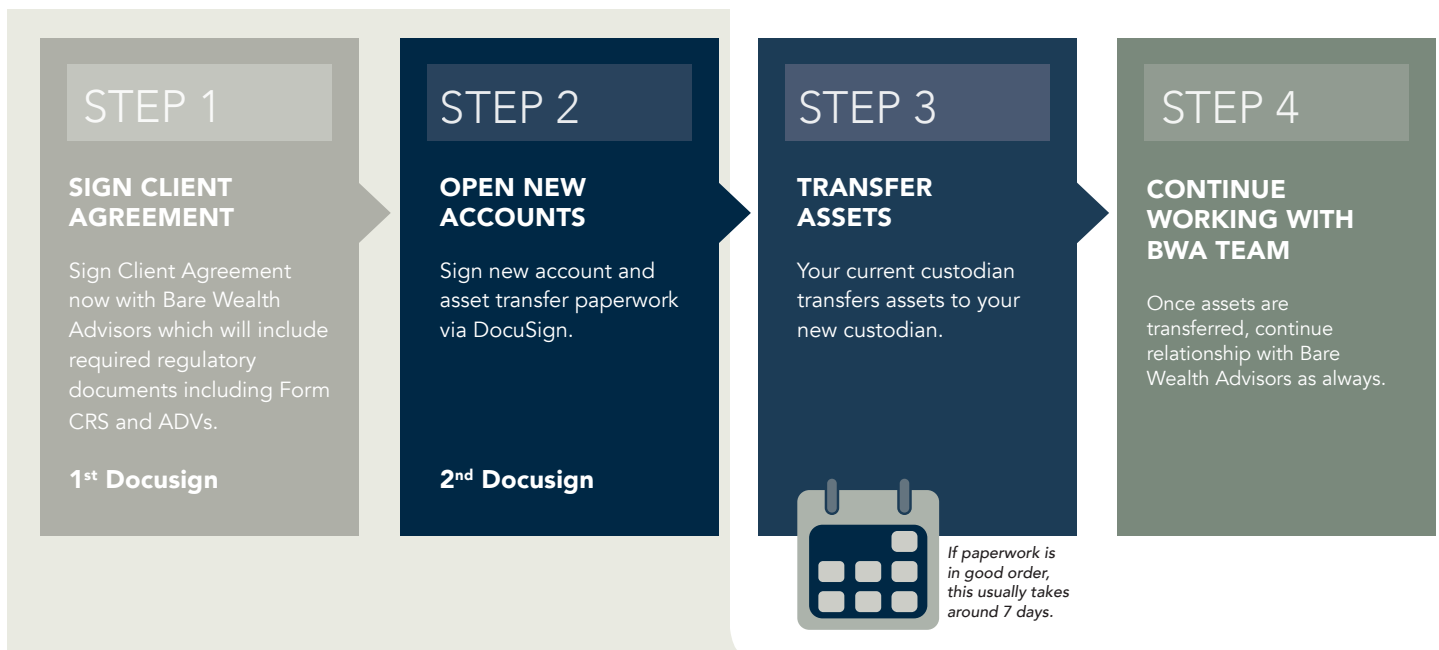 STEP 1
SIGN CLIENT
AGREEMENT
Sign Client Agreement
now with Bare Wealth
Advisors which will include
required regulatory
documents including Form
CRS and ADVs.
1st Docusign
STEP 2
OPEN NEW
ACCOUNTS
Sign new account and
asset transfer paperwork
via DocuSign.
2nd Docusign
STEP 3
TRANSFER
ASSETS
Your current custodian
transfers assets to your
new custodian.
If paperwork is
in good order,
this usually takes
around 7 days.
STEP 4
CONTINUE
WORKING WITH
BWA TEAM
Once assets are
transferred, continue
relationship with Bare
Wealth Advisors as always.